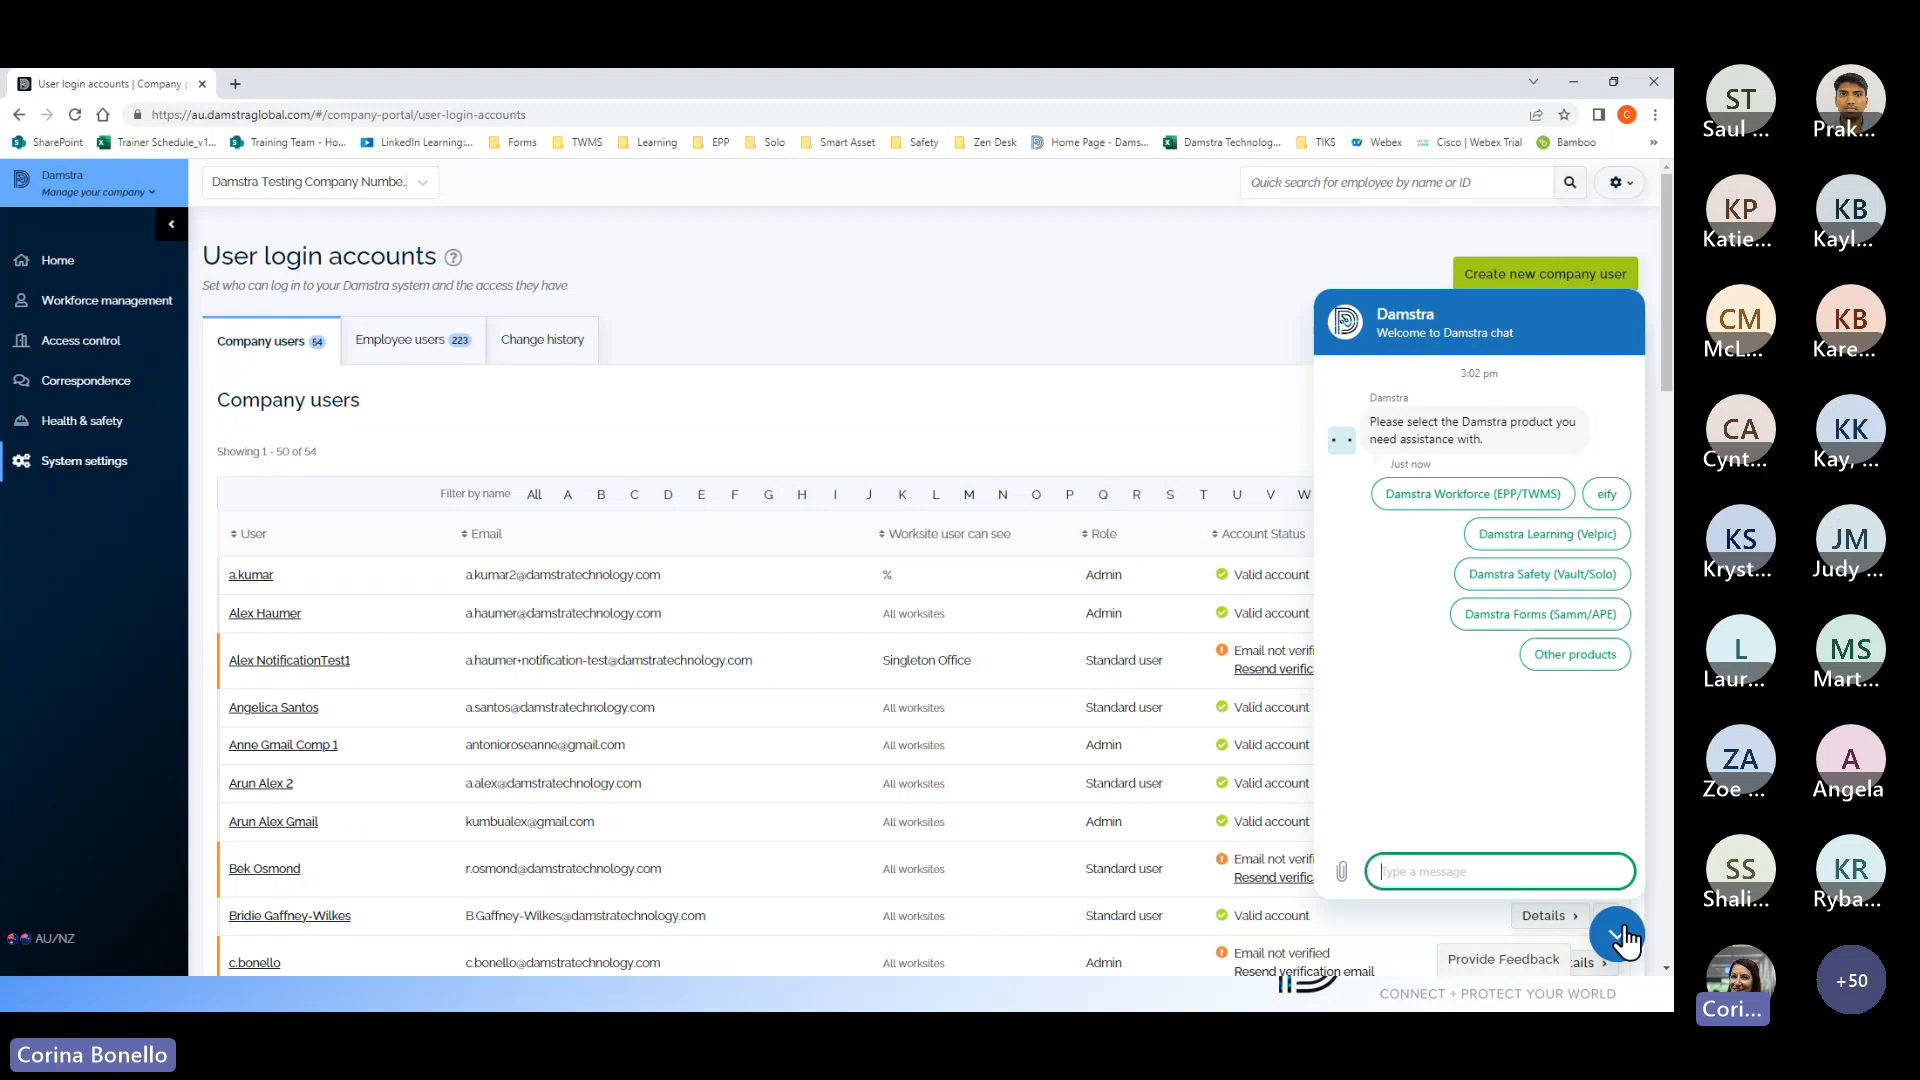 User login accounts | Company p
https://au.damstraglobal.com/#/company-portal/user-login-accounts
C
SharePoint
Trainer Schedule_v1...
Training Team - Ho...
LinkedIn Learning:...
Forms
TWMS
Learning
EPP
Solo
Smart Asset
Safety
Zen Desk
Home Page - Dams...
Damstra Technolog...
TIKS
Webex
Cisco | Webex Trial
Bamboo
»
Damstra
Manage your company
Damstra Testing Company Numbe..
Quick search for employee by name or ID
Home
Workforce management
Access control
Correspondence
Health & safety
System settings
AU/NZ
User login accounts ?
Set who can log in to your Damstra system and the access they have
Create new company user
Company users 54
Employee users 223
Change history
Company users
Showing 1 - 50 of 54
Filter by name All A B C D E F G H I J K L M N O P Q R S T U V W
User Email Worksite user can see Role Account Status
a.kumar a.kumar2@damstratechnology.com % Admin Valid account
Alex Haumer a.haumer@damstratechnology.com All worksites Admin Valid account
Alex NotificationTest1 a.haumer+notification-test@damstratechnology.com Singleton Office Standard user Email not verifi
Resend verific
Angelica Santos a.santos@damstratechnology.com All worksites Standard user Valid account
Anne Gmail Comp 1 antonioroseanne@gmail.com All worksites Admin Valid account
Arun Alex 2 a.alex@damstratechnology.com All worksites Standard user Valid account
Arun Alex Gmail kumbualex@gmail.com All worksites Admin Valid account
Bek Osmond r.osmond@damstratechnology.com All worksites Standard user Email not verifi
Resend verific
Bridie Gaffney-Wilkes B.Gaffney-Wilkes@damstratechnology.com All worksites Standard user Valid account Details ›
c.bonello c.bonello@damstratechnology.com All worksites Admin Email not verified tails ›
Resend verification email
Provide Feedback
Damstra
Welcome to Damstra chat
3:02 pm
Damstra
Please select the Damstra product you
need assistance with.
Just now
Damstra Workforce (EPP/TWMS)
eify
Damstra Learning (Velpic)
Damstra Safety (Vault/Solo)
Damstra Forms (Samm/APE)
Other products
Type a message
CONNECT + PROTECT YOUR WORLD
Corina Bonello
ST
Saul ...
Prak...
KP
Katie...
KB
Kayl...
CM
McL...
KB
Kare...
CA
Cynt...
KK
Kay, ...
KS
Kryst...
JM
Judy ...
L
Laur...
MS
Mart...
ZA
Zoe ...
A
Angela
SS
Shali...
KR
Ryba...
Cori...
+50